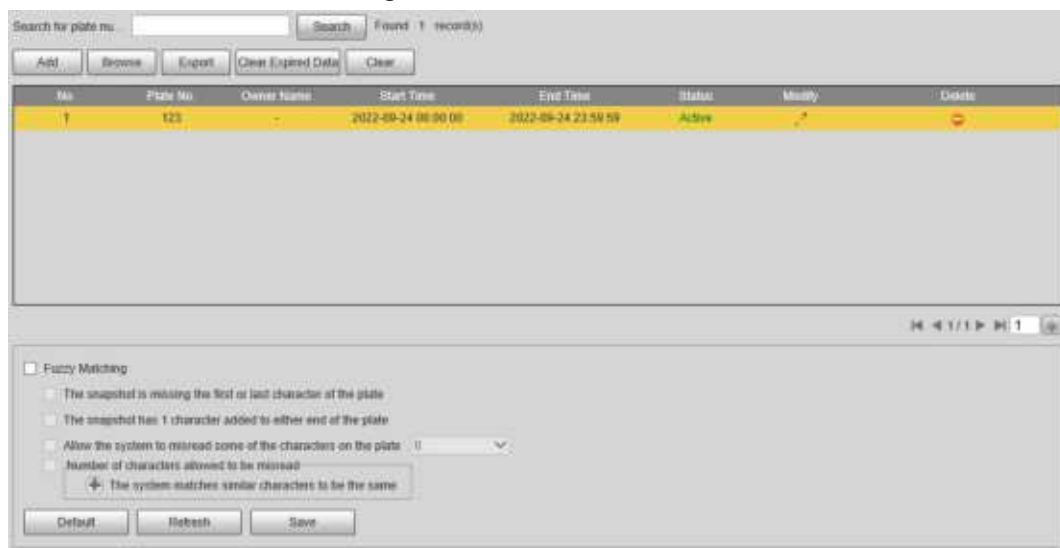 Search for plate nu... Search Found 1 record(s)
Add Browse Export Clear Expired Data Clear
No. Plate No. Owner Name Start Time End Time Status Modify Delete
1 123 - 2022-09-24 00:00:00 2022-09-24 23:59:59 Active
1/1 1
Fuzzy Matching
The snapshot is missing the first or last character of the plate
The snapshot has 1 character added to either end of the plate
Allow the system to misread some of the characters on the plate 0
Number of characters allowed to be misread
The system matches similar characters to be the same
Default Refresh Save